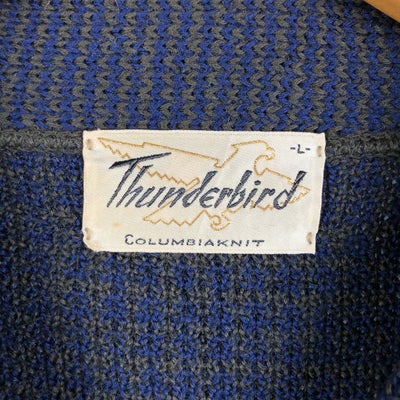 -L-
Thunderbird
COLUMBIAKNIT